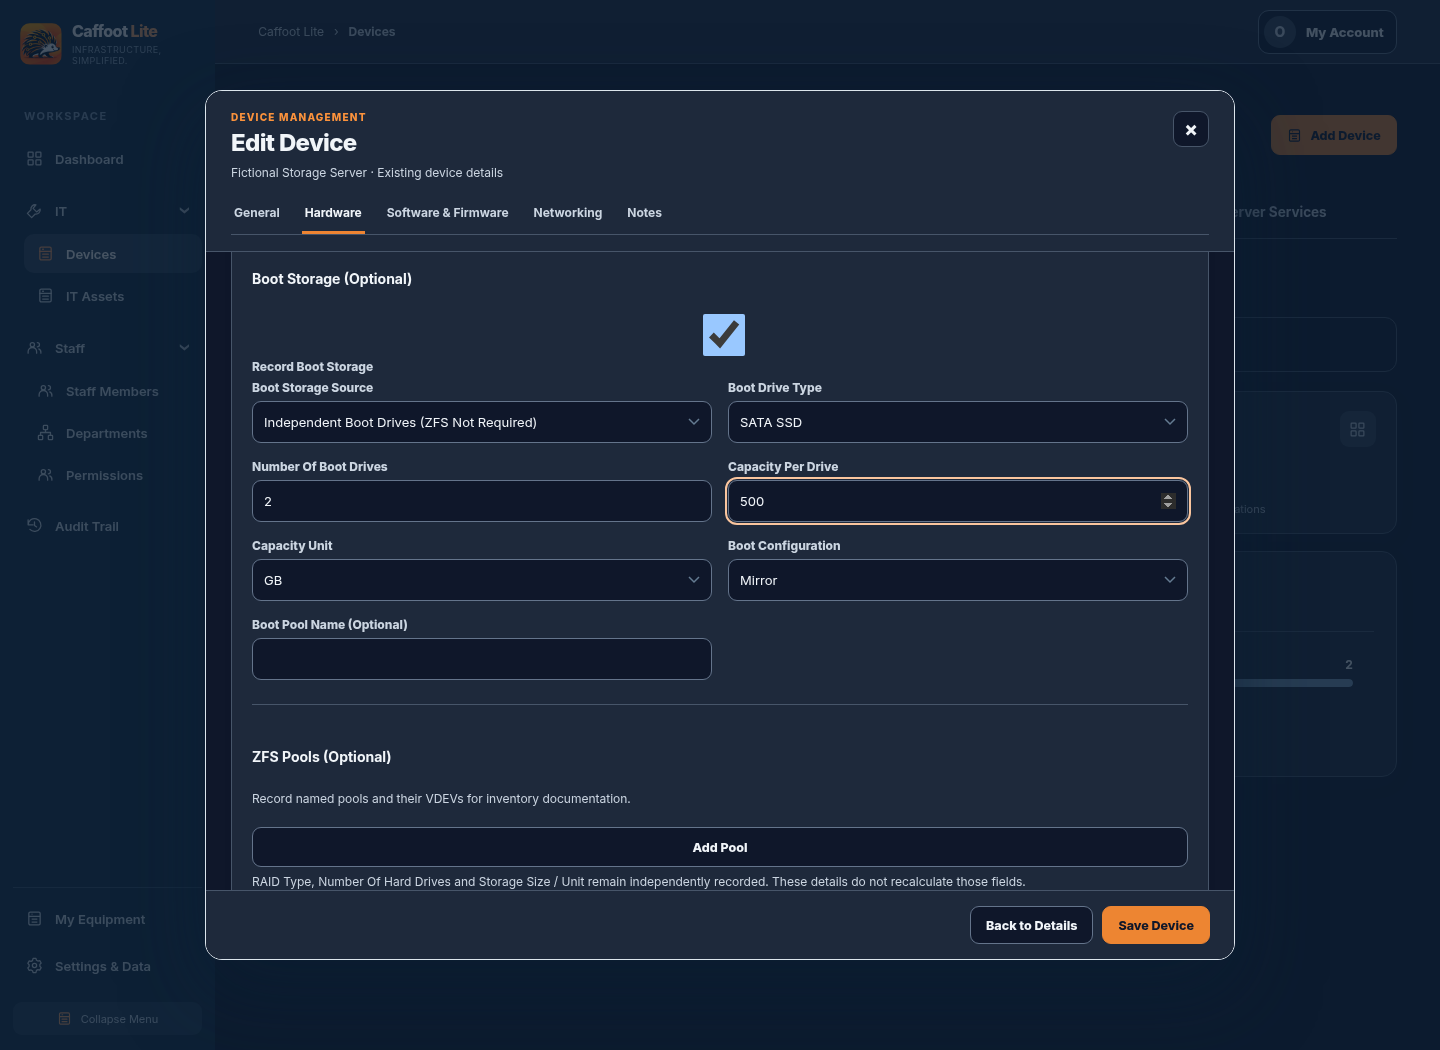 Caffoot Lite
INFRASTRUCTURE,
SIMPLIFIED.
Caffoot Lite › Devices
O My Account
WORKSPACE
Dashboard
IT
Devices
IT Assets
Staff
Staff Members
Departments
Permissions
Audit Trail
My Equipment
Settings & Data
Collapse Menu
Add Device
Server Services
2
DEVICE MANAGEMENT
Edit Device
Fictional Storage Server · Existing device details
General Hardware Software & Firmware Networking Notes
Boot Storage (Optional)
Record Boot Storage
Boot Storage Source Boot Drive Type
Independent Boot Drives (ZFS Not Required) SATA SSD
Number Of Boot Drives Capacity Per Drive
2 500
Capacity Unit Boot Configuration
GB Mirror
Boot Pool Name (Optional)
ZFS Pools (Optional)
Record named pools and their VDEVs for inventory documentation.
Add Pool
RAID Type, Number Of Hard Drives and Storage Size / Unit remain independently recorded. These details do not recalculate those fields.
Back to Details Save Device